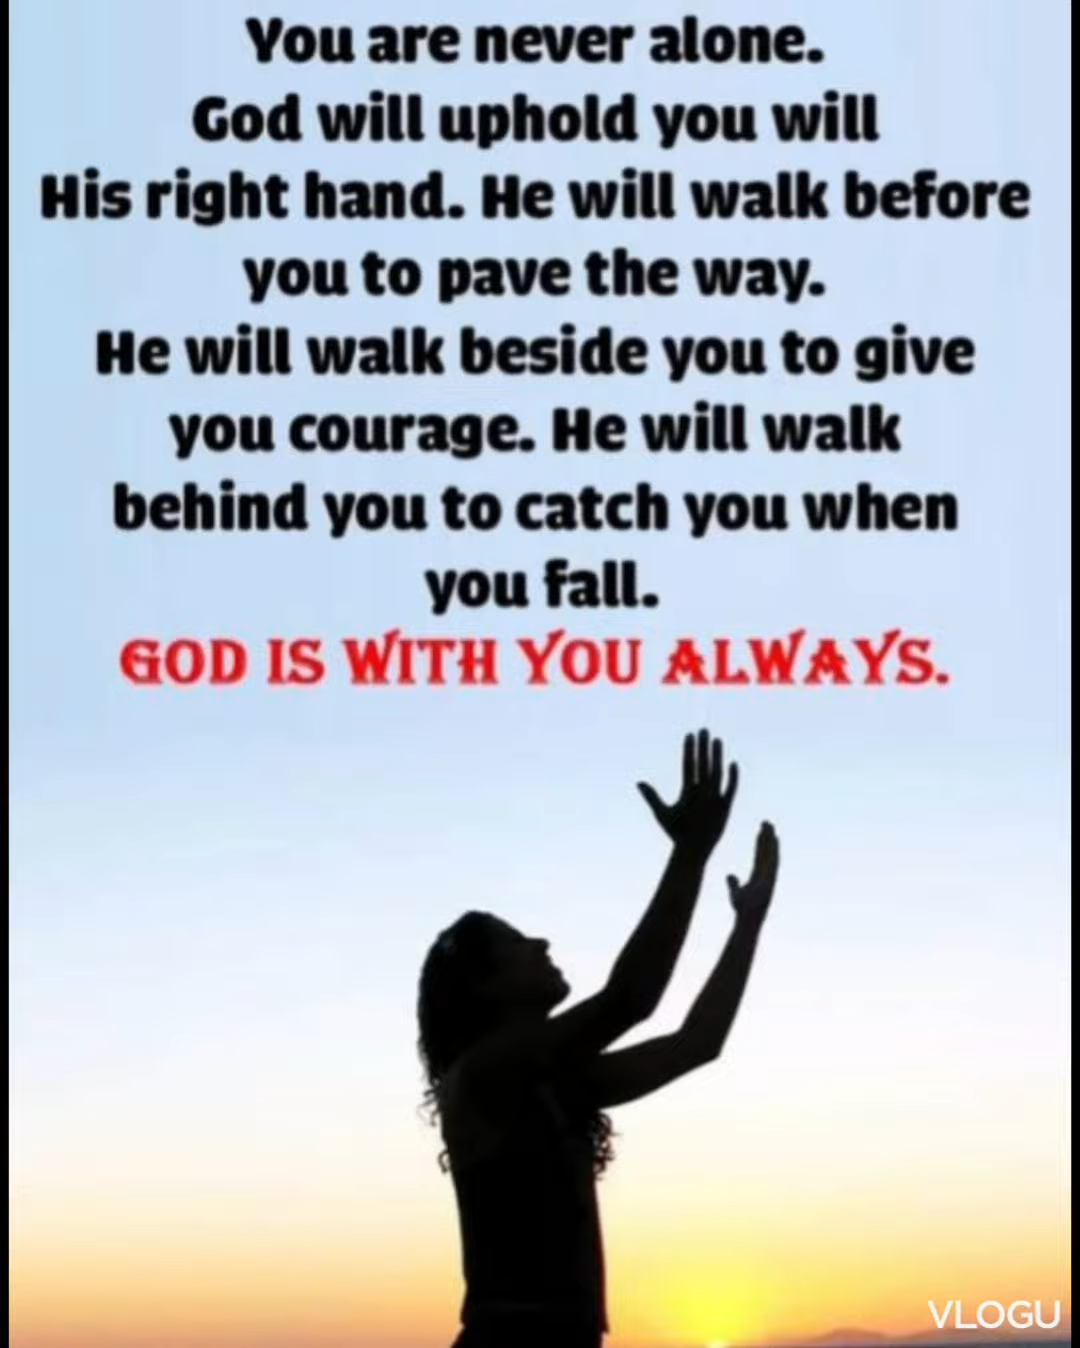 You are never alone.
God will uphold you will
His right hand. He will walk before
you to pave the way.
He will walk beside you to give
you courage. He will walk
behind you to catch you when
you fall.
GOD IS WITH YOU ALWAYS.
VLOGU